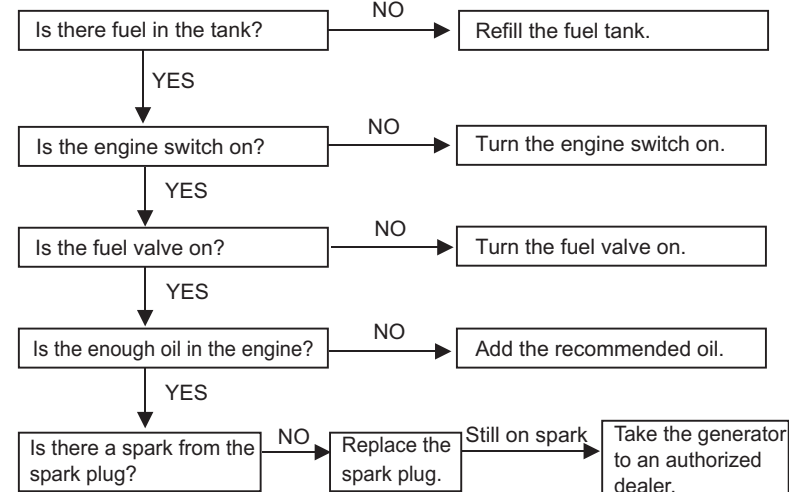 Is there fuel in the tank?
NO
Refill the fuel tank.
YES
Is the engine switch on?
NO
Turn the engine switch on.
YES
Is the fuel valve on?
NO
Turn the fuel valve on.
YES
Is the enough oil in the engine?
NO
Add the recommended oil.
YES
Is there a spark from the
spark plug?
NO
Replace the
spark plug.
Still on spark
Take the generator
to an authorized
dealer.